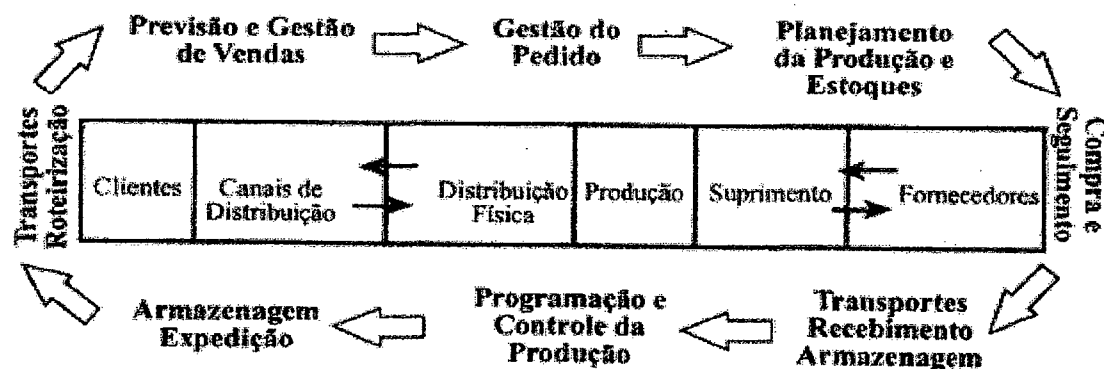 Previsão e Gestão
de Vendas
Gestão do
Pedido
Planejamento
da Produção e
Estoques
Compra e
Seguimento
Transportes
Roteirização
Clientes
Canais de
Distribuição
Distribuição
Física
Produção
Suprimento
Fornecedores
Armazenagem
Expedição
Programação e
Controle da
Produção
Transportes
Recebimento
Armazenagem